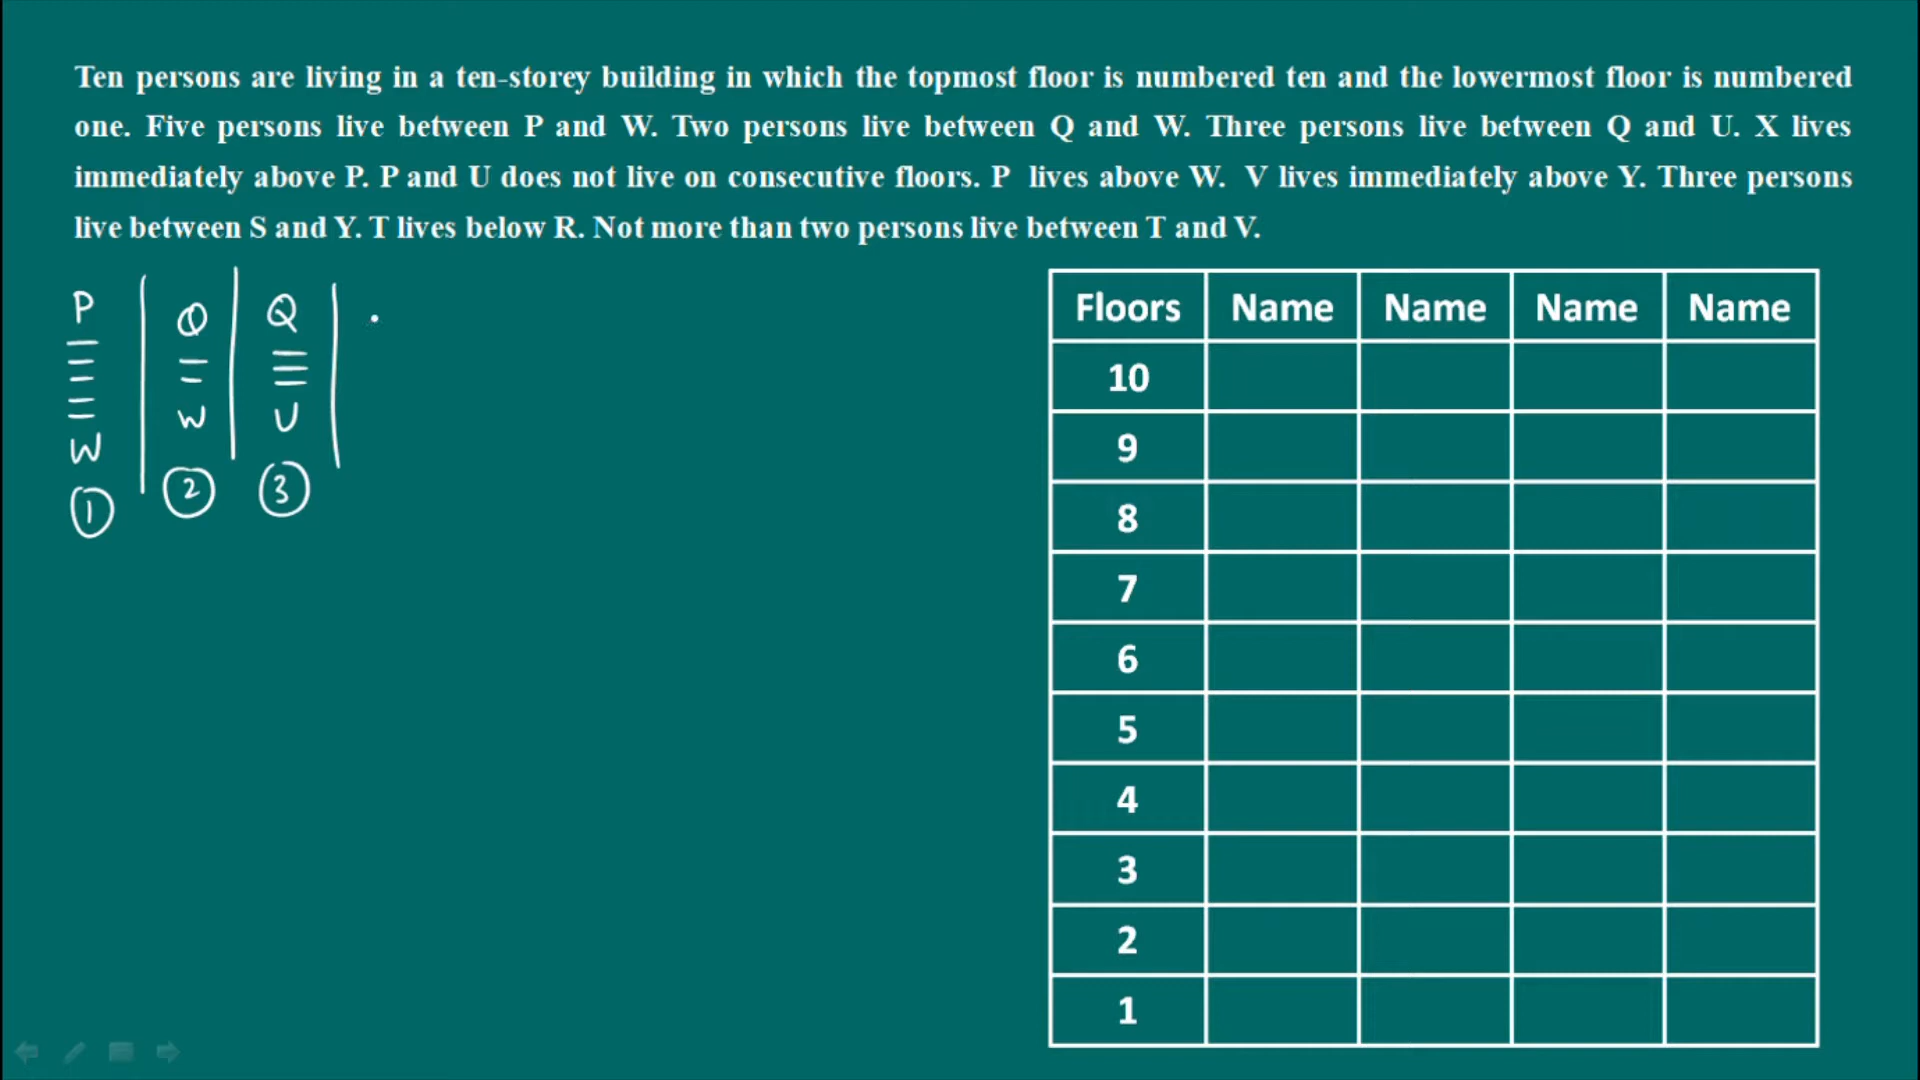 Ten persons are living in a ten-storey building in which the topmost floor is numbered ten and the lowermost floor is numbered
one. Five persons live between P and W. Two persons live between Q and W. Three persons live between Q and U. X lives
immediately above P. P and U does not live on consecutive floors. P lives above W. V lives immediately above Y. Three persons
live between S and Y. T lives below R. Not more than two persons live between T and V.
P Q Q
W W U
1 2 3
Floors Name Name Name Name
10
9
8
7
6
5
4
3
2
1